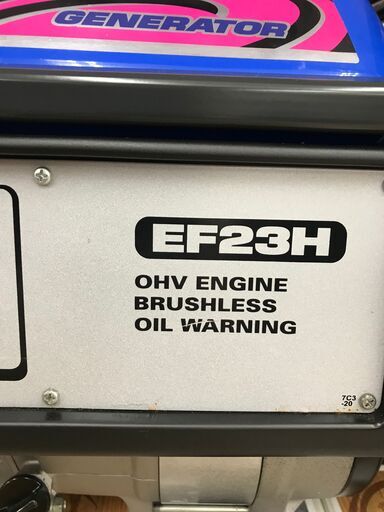 GENERATOR
EF23H
OHV ENGINE
BRUSHLESS
OIL WARNING
7C3
-20